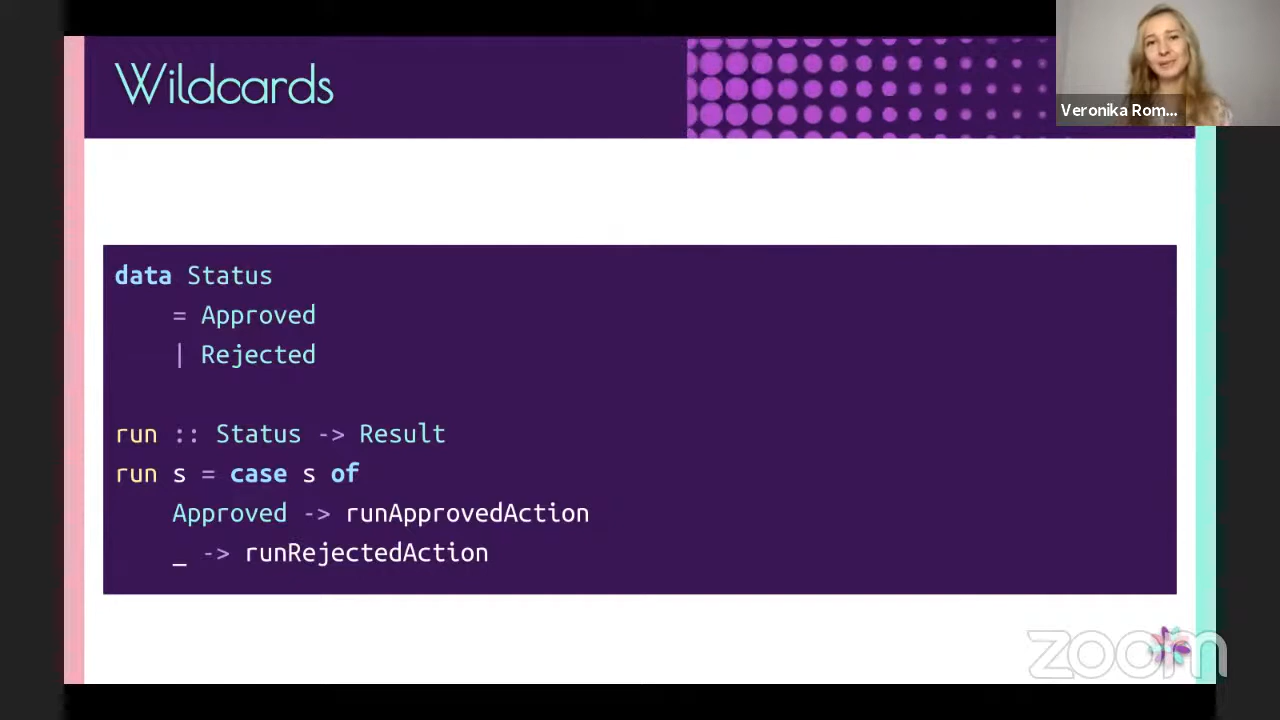 Wildcards
Veronika Rom...
data Status
= Approved
| Rejected
run :: Status -> Result
run s = case s of
Approved -> runApprovedAction
_ -> runRejectedAction
zoom